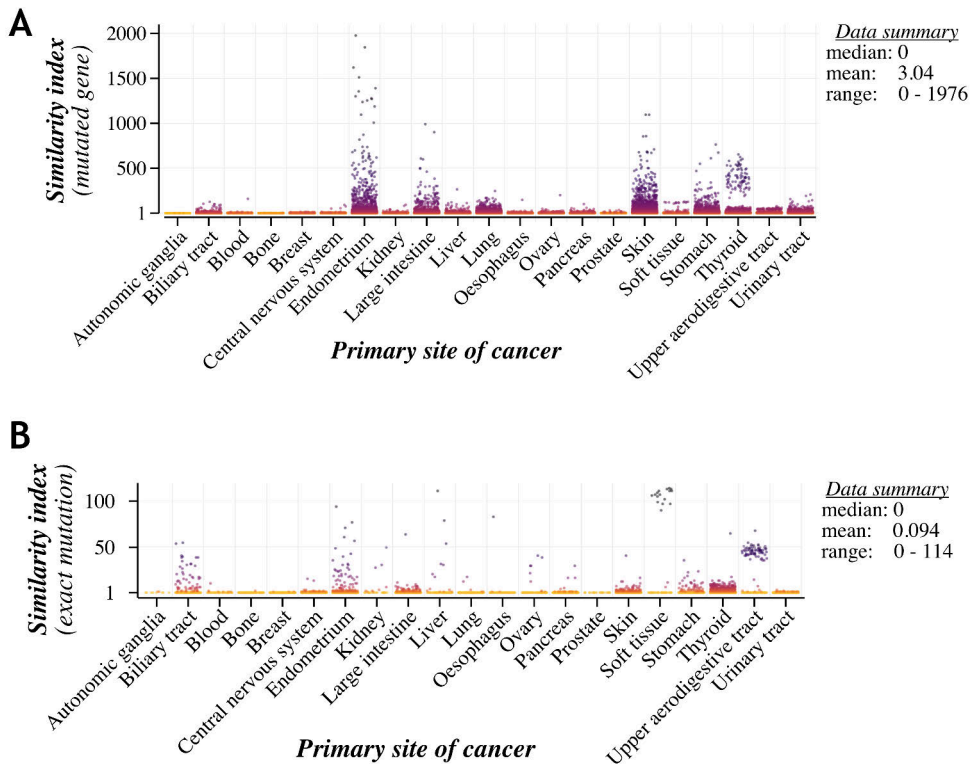 A
Similarity index
(mutated gene)
2000
1500
1000
500
1
Data summary
median: 0
mean: 3.04
range: 0 - 1976
Autonomic ganglia
Biliary tract
Blood
Bone
Breast
Central nervous system
Endometrium
Kidney
Large intestine
Liver
Lung
Oesophagus
Ovary
Pancreas
Prostate
Skin
Soft tissue
Stomach
Thyroid
Upper aerodigestive tract
Urinary tract
Primary site of cancer
B
Similarity index
(exact mutation)
100
50
1
Data summary
median: 0
mean: 0.094
range: 0 - 114
Autonomic ganglia
Biliary tract
Blood
Bone
Breast
Central nervous system
Endometrium
Kidney
Large intestine
Liver
Lung
Oesophagus
Ovary
Pancreas
Prostate
Skin
Soft tissue
Stomach
Thyroid
Upper aerodigestive tract
Urinary tract
Primary site of cancer